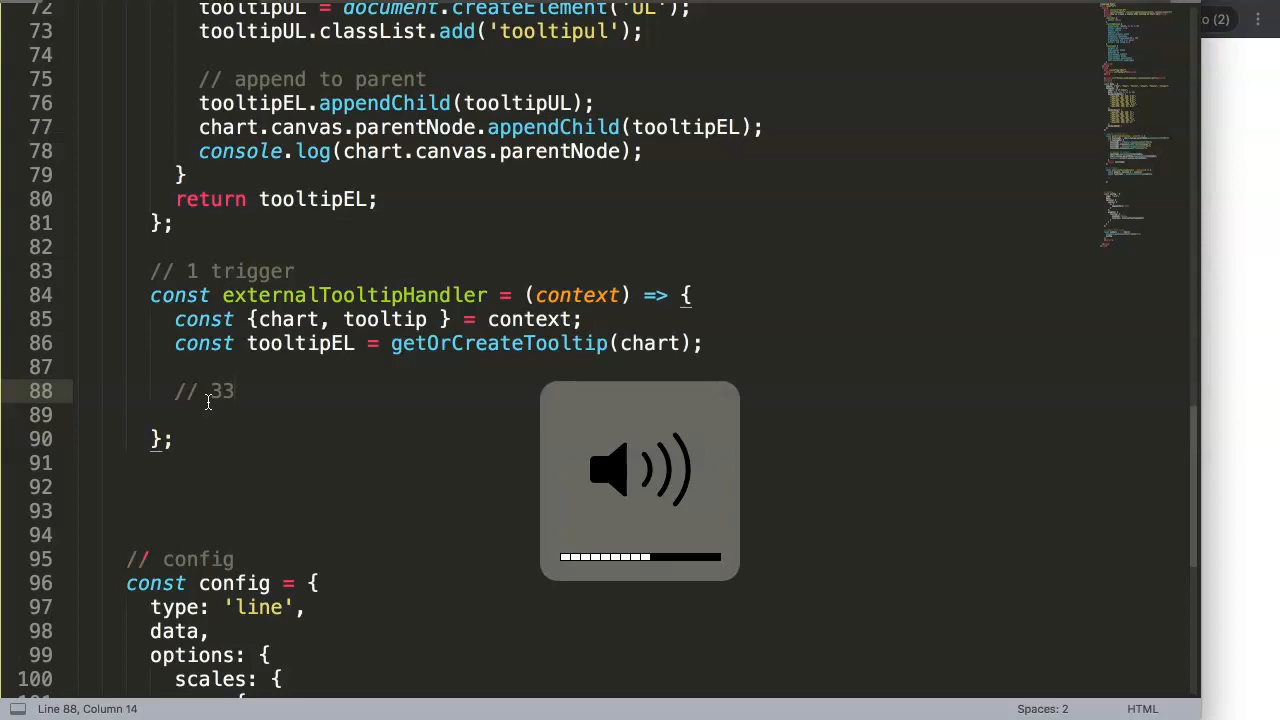 72 tooltipUL = document.createElement('UL');
73 tooltipUL.classList.add('tooltipul');
74
75 // append to parent
76 tooltipEL.appendChild(tooltipUL);
77 chart.canvas.parentNode.appendChild(tooltipEL);
78 console.log(chart.canvas.parentNode);
79 }
80 return tooltipEL;
81 };
82
83 // 1 trigger
84 const externalTooltipHandler = (context) => {
85 const {chart, tooltip } = context;
86 const tooltipEL = getOrCreateTooltip(chart);
87
88 // 33
89
90 };
91
92
93
94
95 // config
96 const config = {
97 type: 'line',
98 data,
99 options: {
100 scales: {
o (2)
Line 88, Column 14
Spaces: 2
HTML